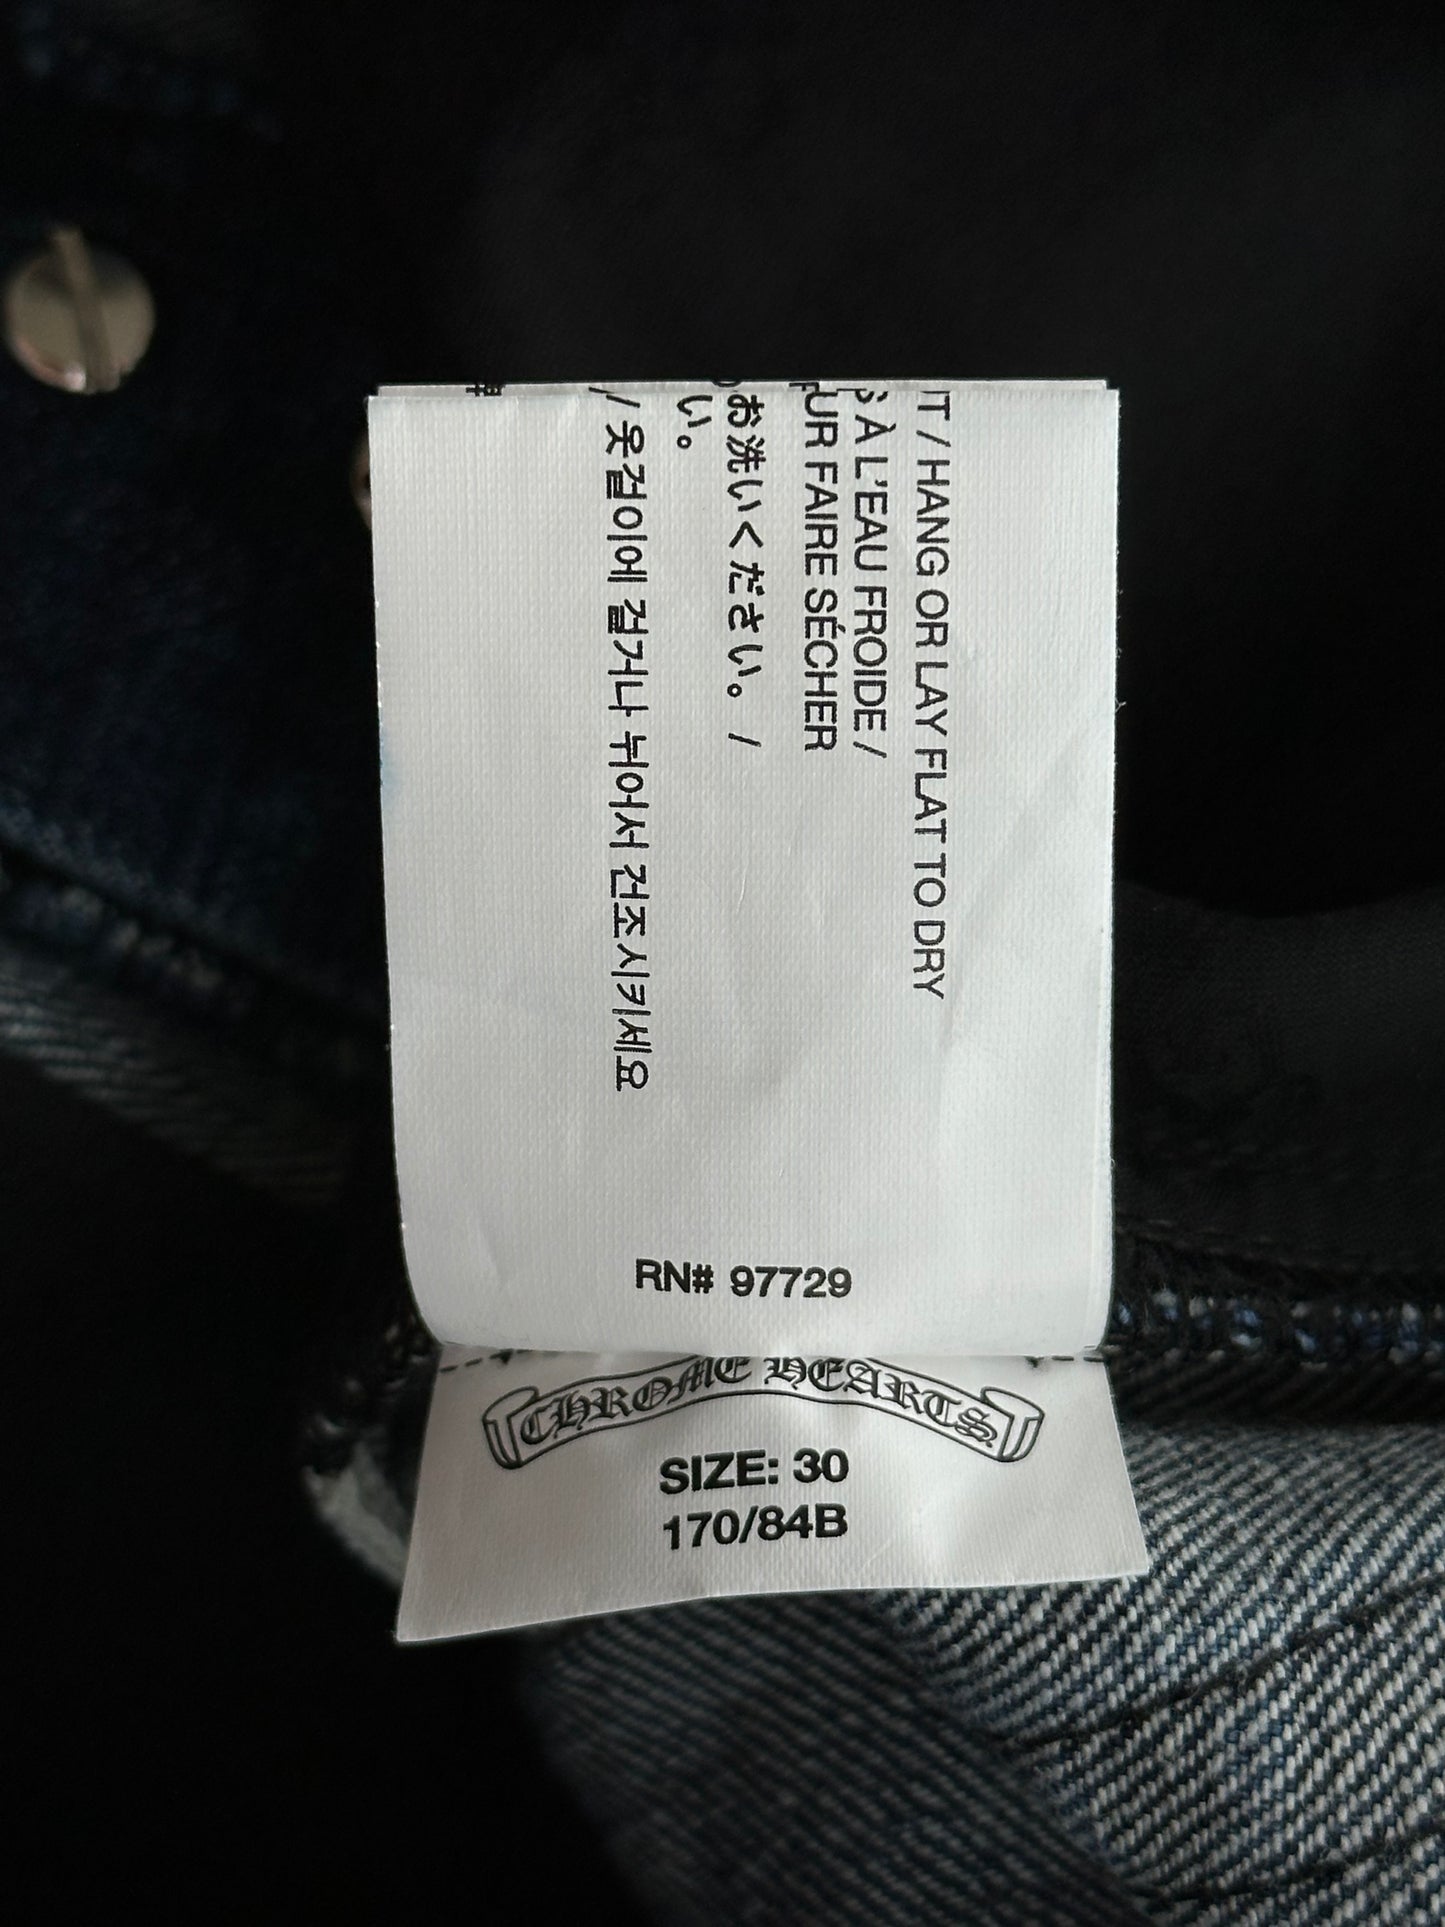 / HANG OR LAY FLAT TO DRY
À L'EAU FROIDE /
FAIRE SÉCHER
お洗いください。 /
い。
/ 옷걸이에 걸거나 뉘어서 건조시키세요
RN# 97729
CHROME HEARTS
SIZE: 30
170/84B